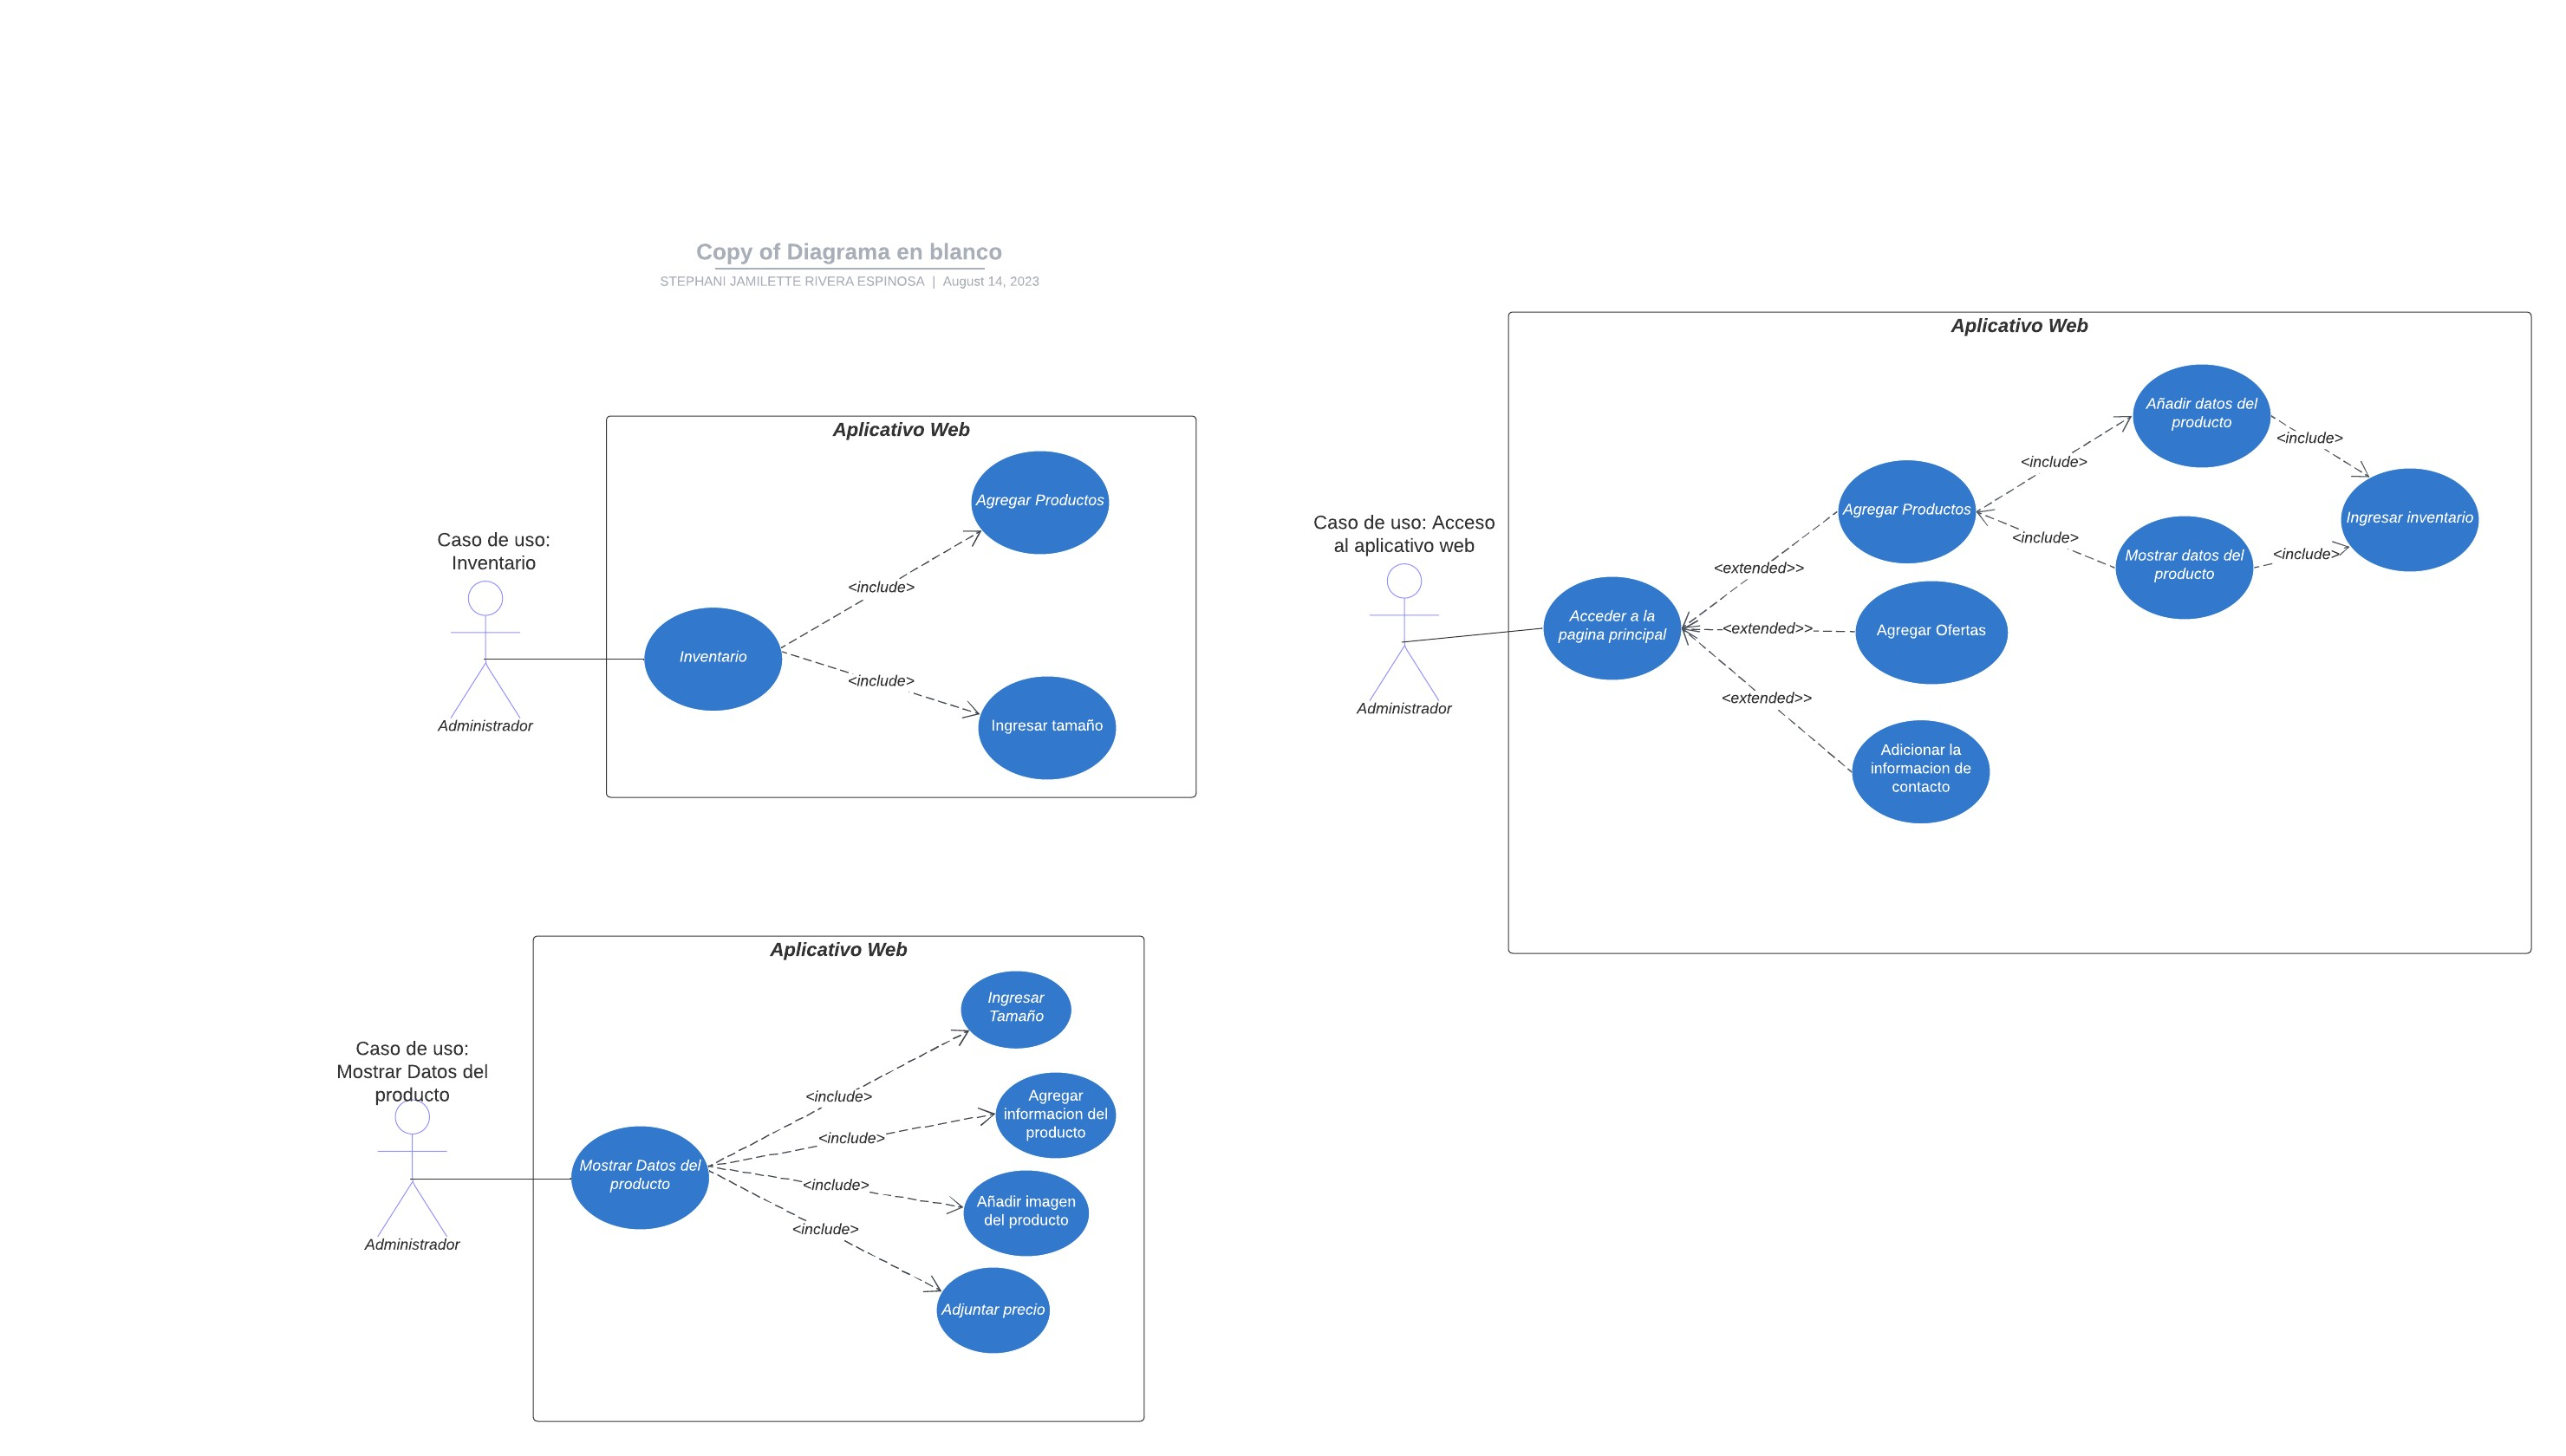 Copy of Diagrama en blanco
STEPHANI JAMILETTE RIVERA ESPINOSA | August 14, 2023
Aplicativo Web
Caso de uso:
Inventario
Administrador
Inventario
<include>
<include>
Agregar Productos
Ingresar tamaño
Aplicativo Web
Caso de uso: Acceso
al aplicativo web
Administrador
Acceder a la
pagina principal
<extended>>
<extended>>
<extended>>
Agregar Productos
Agregar Ofertas
Adicionar la
informacion de
contacto
<include>
<include>
Añadir datos del
producto
Mostrar datos del
producto
<include>
<include>
Ingresar inventario
Aplicativo Web
Caso de uso:
Mostrar Datos del
producto
Administrador
Mostrar Datos del
producto
<include>
<include>
<include>
<include>
Ingresar
Tamaño
Agregar
informacion del
producto
Añadir imagen
del producto
Adjuntar precio